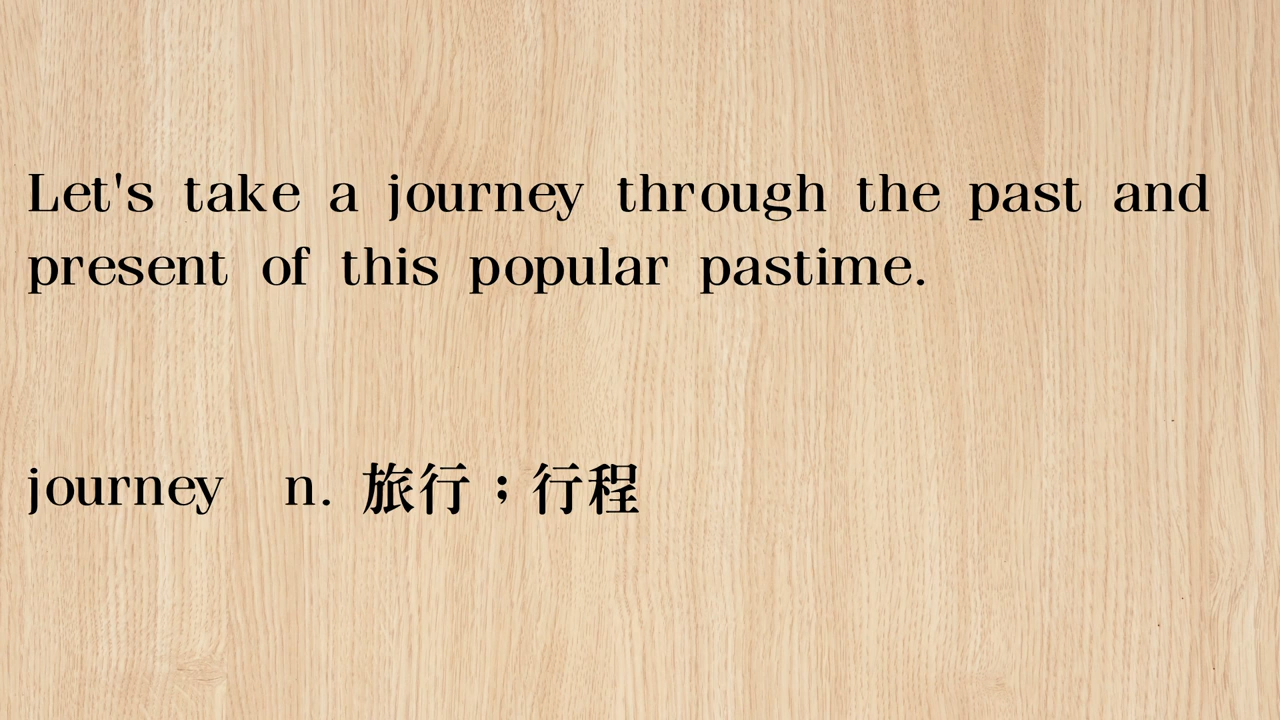 Let's take a journey through the past and
present of this popular pastime.
journey n. 旅行；行程